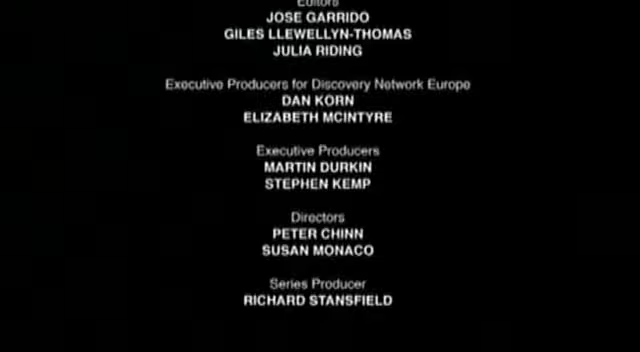 Editors
JOSE GARRIDO
GILES LLEWELLYN-THOMAS
JULIA RIDING
Executive Producers for Discovery Network Europe
DAN KORN
ELIZABETH MCINTYRE
Executive Producers
MARTIN DURKIN
STEPHEN KEMP
Directors
PETER CHINN
SUSAN MONACO
Series Producer
RICHARD STANSFIELD